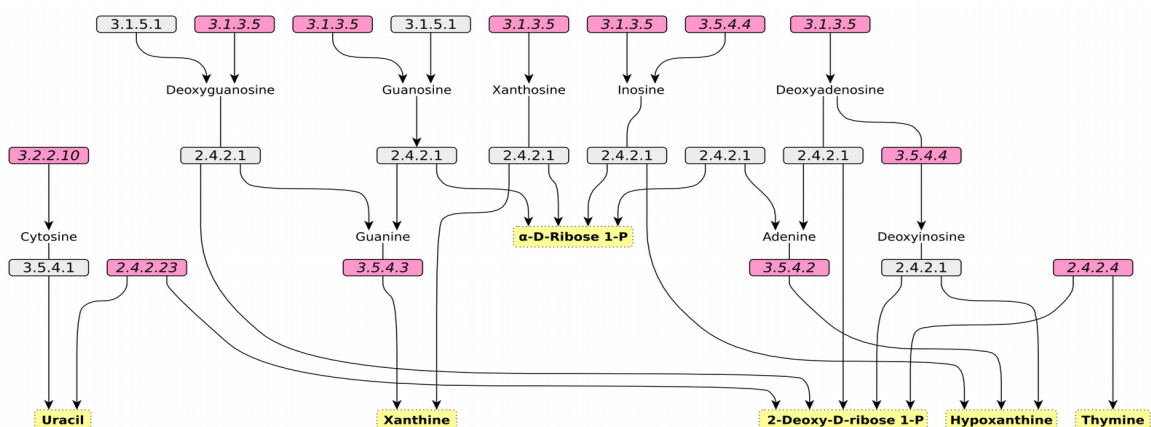 3.1.5.1 3.1.3.5 3.1.3.5 3.1.5.1 3.1.3.5 3.1.3.5 3.5.4.4 3.1.3.5
Deoxyguanosine Guanosine Xanthosine Inosine Deoxyadenosine
3.2.2.10 2.4.2.1 2.4.2.1 2.4.2.1 2.4.2.1 2.4.2.1 2.4.2.1 3.5.4.4
Cytosine Guanine α-D-Ribose 1-P Adenine Deoxyinosine
3.5.4.1 2.4.2.23 3.5.4.3 3.5.4.2 2.4.2.1 2.4.2.4
Uracil Xanthine 2-Deoxy-D-ribose 1-P Hypoxanthine Thymine